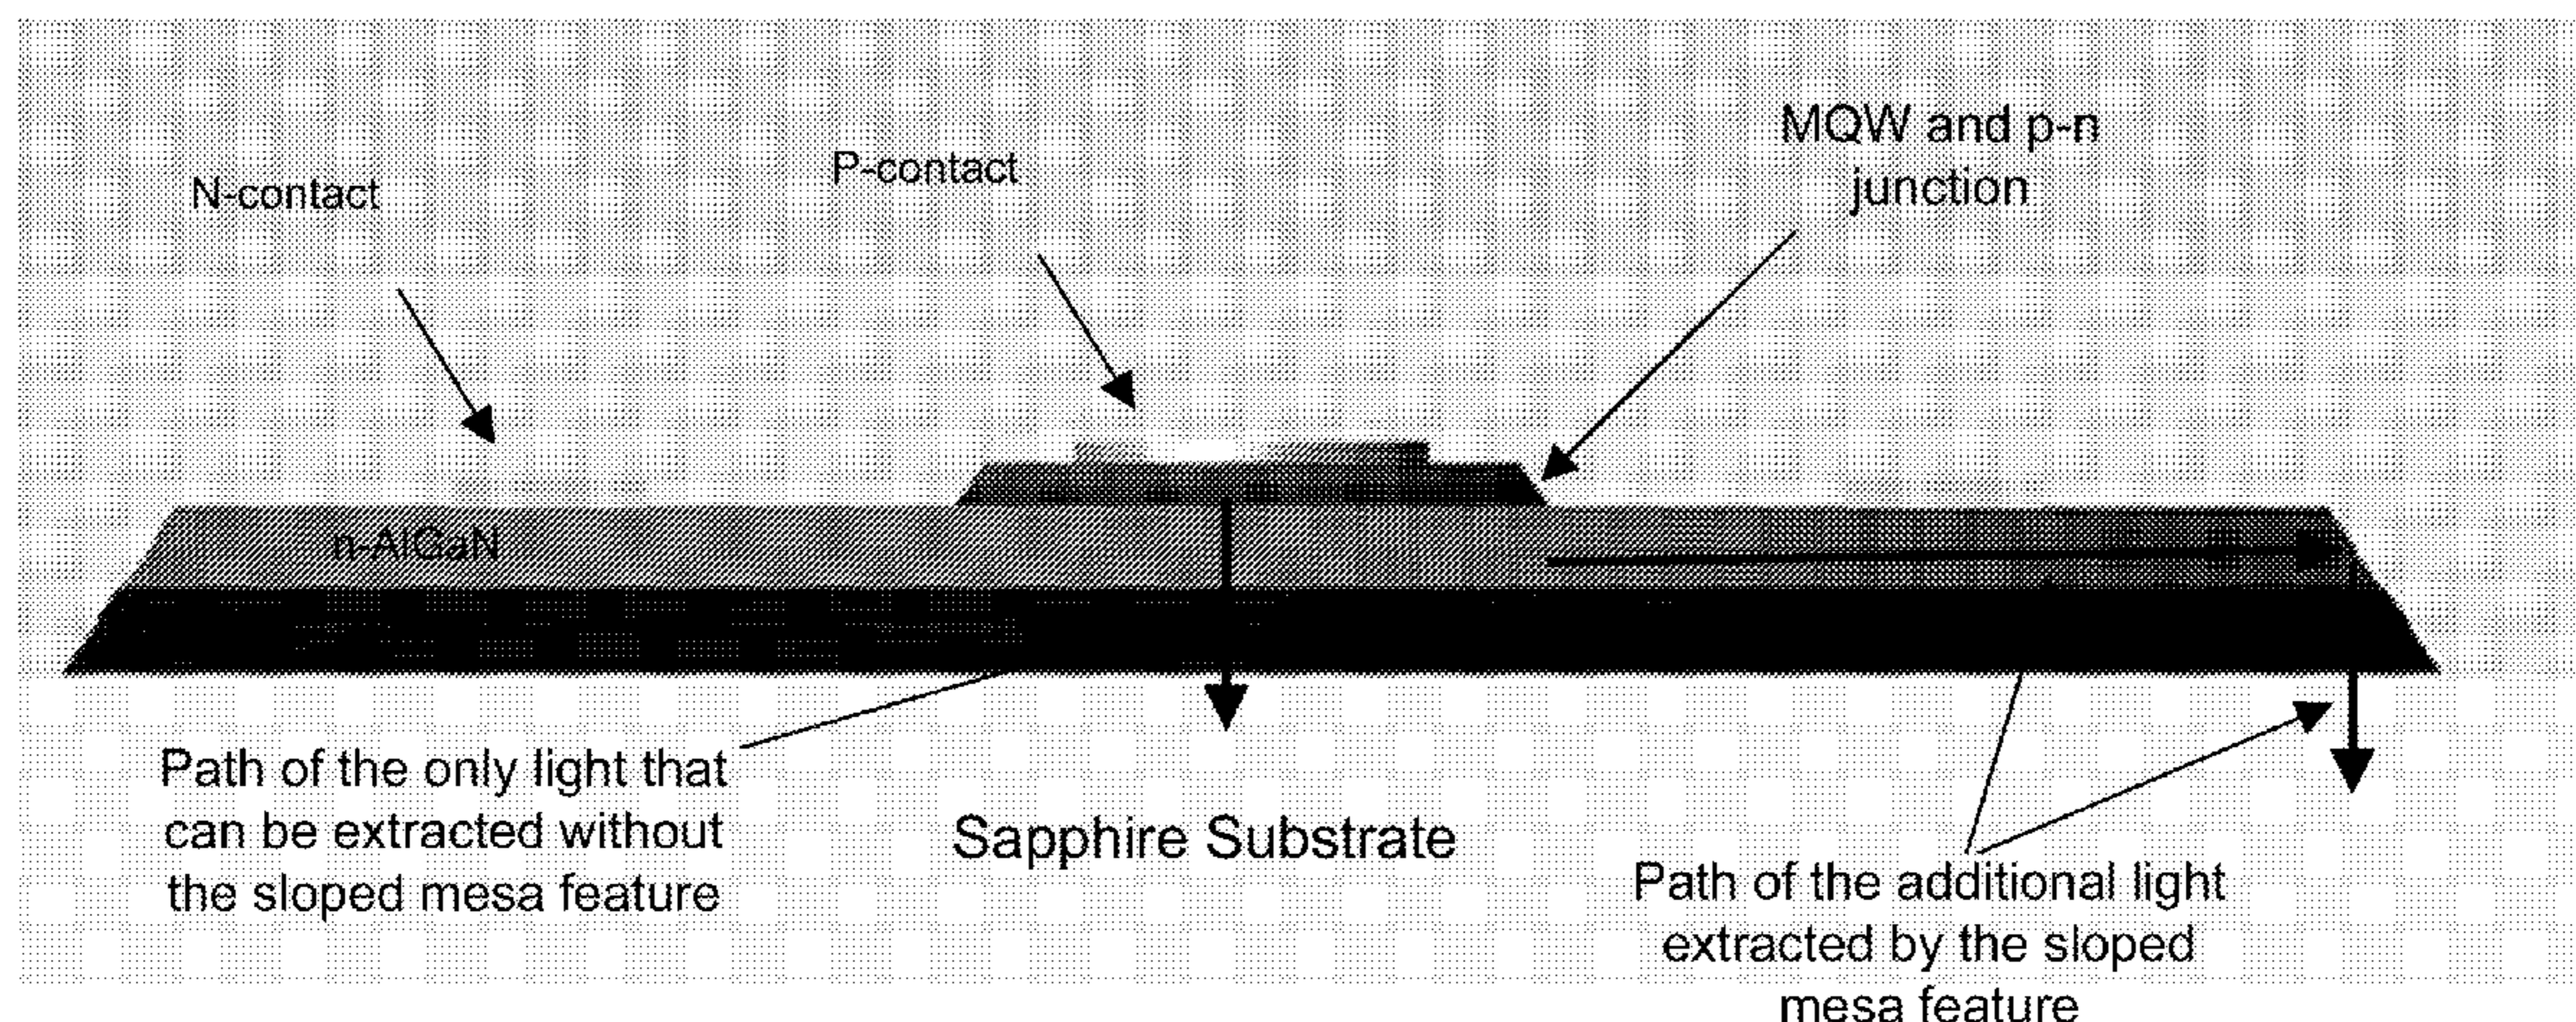 N-contact
P-contact
MQW and p-n
junction
n-AlGaN
Path of the only light that
can be extracted without
the sloped mesa feature
Sapphire Substrate
Path of the additional light
extracted by the sloped
mesa feature